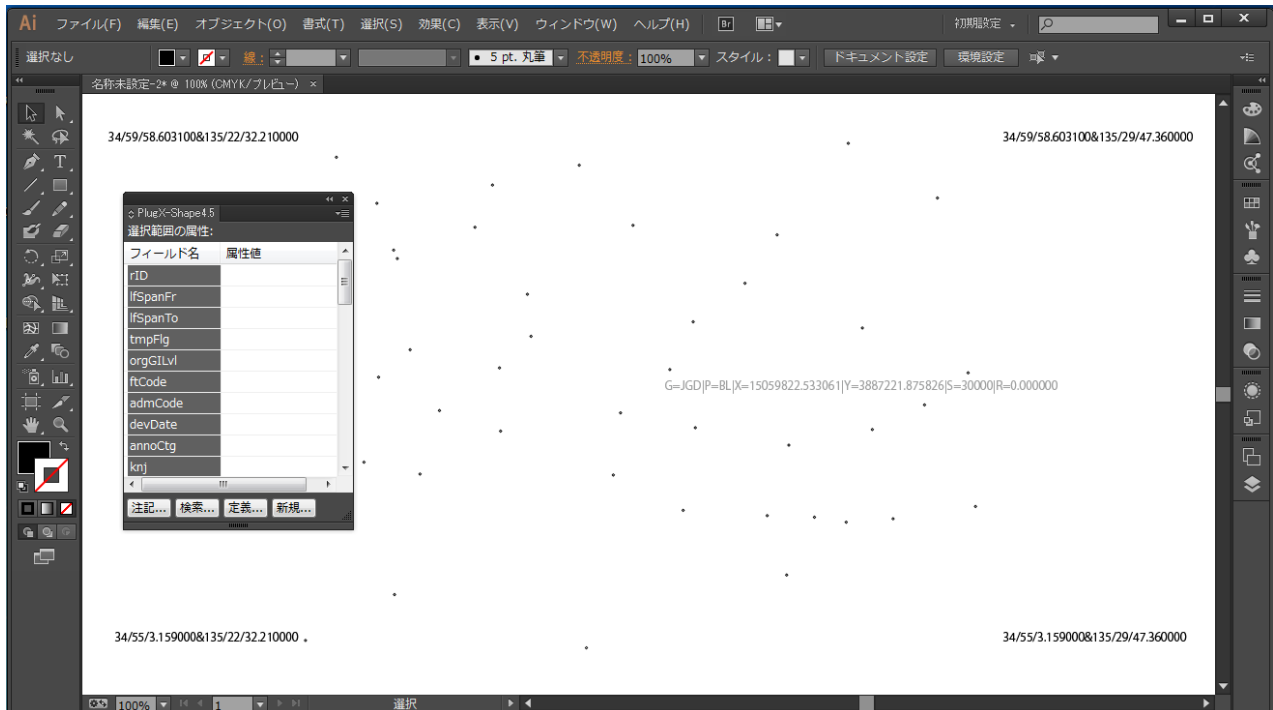 Ai ファイル(F) 編集(E) オブジェクト(O) 書式(T) 選択(S) 効果(C) 表示(V) ウィンドウ(W) ヘルプ(H) Br 初期設定
選択なし 線: 5 pt. 丸筆 不透明度: 100% スタイル: ドキュメント設定 環境設定
名称未設定-2* @ 100% (CMYK/プレビュー) ×
34/59/58.603100&135/22/32.210000
34/59/58.603100&135/29/47.360000
PlugX-Shape4.5
選択範囲の属性:
フィールド名 属性値
rID
lfSpanFr
lfSpanTo
tmpFlg
orgGILvl
ftCode
admCode
devDate
annoCtg
knj
注記... 検索... 定義... 新規...
G=JGD|P=BL|X=15059822.533061|Y=3887221.875826|S=30000|R=0.000000
34/55/3.159000&135/22/32.210000
34/55/3.159000&135/29/47.360000
100% 1 選択